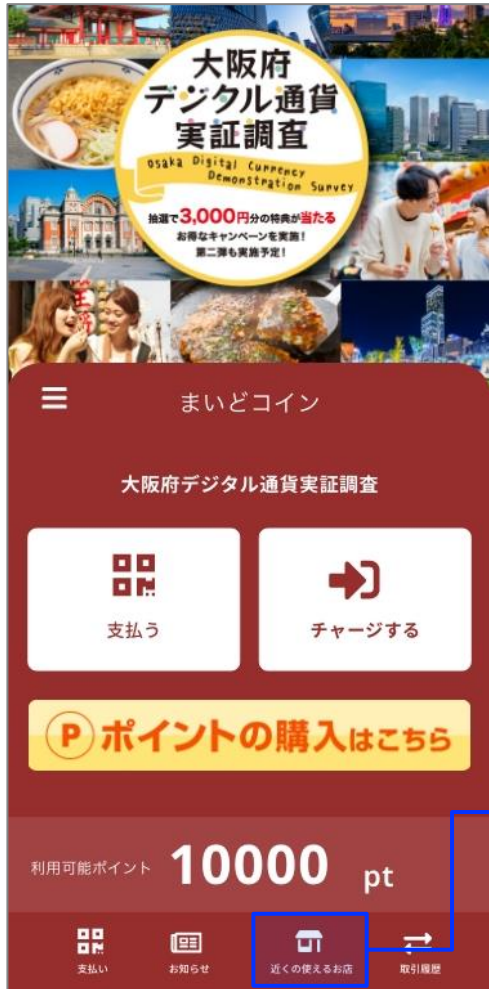 大阪府
デジタル通貨
実証調査
Osaka Digital Currency
Demonstration Survey
抽選で3,000円分の特典が当たる
お得なキャンペーンを実施!
第二弾も実施予定!
まいどコイン
大阪府デジタル通貨実証調査
支払う
チャージする
Pポイントの購入はこちら
利用可能ポイント 10000 pt
支払い
お知らせ
近くの使えるお店
取引履歴